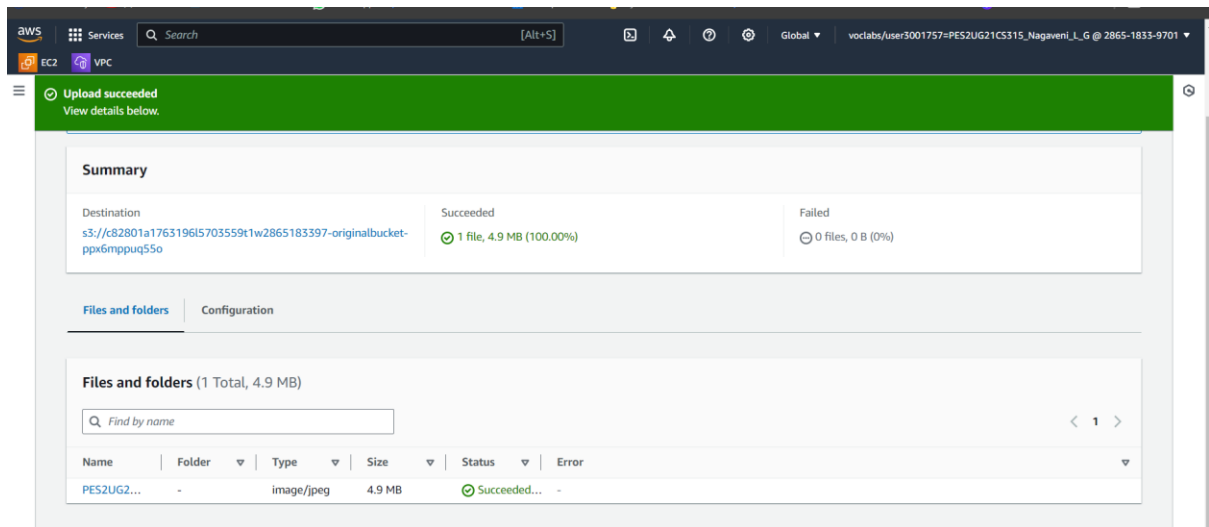 aws Services Search [Alt+S] Global ▼ voclabs/user3001757=PES2UG21CS315_Nagaveni_L_G @ 2865-1833-9701 ▼
EC2 VPC
Upload succeeded
View details below.
Summary
Destination Succeeded Failed
s3://c82801a1763196l5703559t1w2865183397-originalbucket- 1 file, 4.9 MB (100.00%) 0 files, 0 B (0%)
ppx6mppuq55o
Files and folders Configuration
Files and folders (1 Total, 4.9 MB)
Find by name < 1 >
Name Folder Type Size Status Error
PES2UG2... - image/jpeg 4.9 MB Succeeded... -